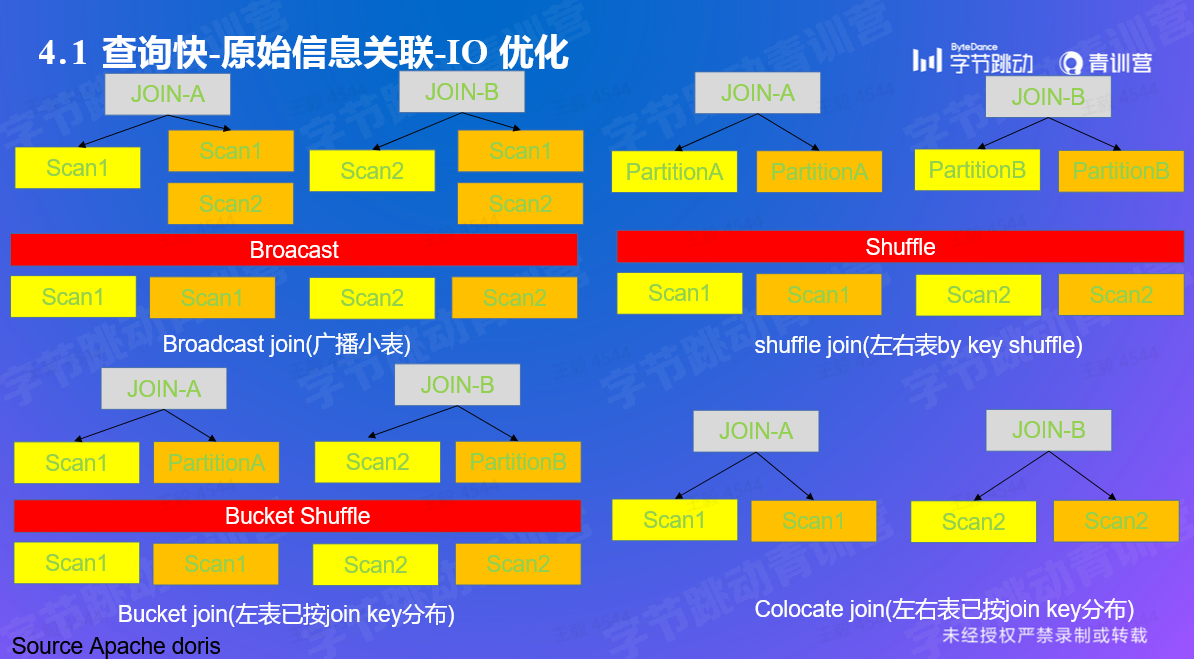 4.1 查询快-原始信息关联-IO 优化
ByteDance
字节跳动
青训营
JOIN-A
JOIN-B
Scan1
Scan1
Scan2
Scan2
Scan1
Scan2
Broacast
Scan1
Scan1
Scan2
Scan2
Broadcast join(广播小表)
JOIN-A
JOIN-B
PartitionA
PartitionA
PartitionB
PartitionB
Shuffle
Scan1
Scan1
Scan2
Scan2
shuffle join(左右表by key shuffle)
JOIN-A
JOIN-B
Scan1
PartitionA
Scan2
PartitionB
Bucket Shuffle
Scan1
Scan1
Scan2
Scan2
Bucket join(左表已按join key分布)
JOIN-A
JOIN-B
Scan1
Scan1
Scan2
Scan2
Colocate join(左右表已按join key分布)
未经授权严禁录制或转载
Source Apache doris